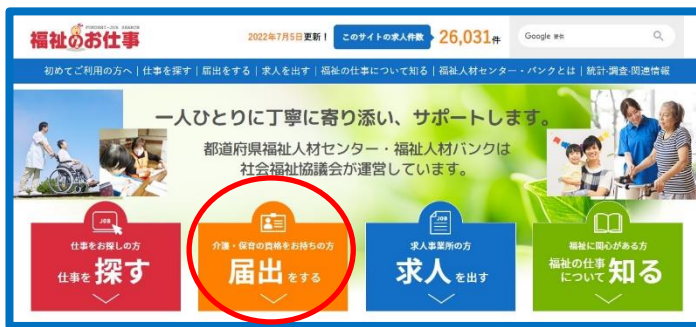 FUKUSHI-JOB SEARCH
福祉のお仕事
2022年7月5日更新！ このサイトの求人件数 26,031件
Google 提供
初めてご利用の方へ｜仕事を探す｜届出をする｜求人を出す｜福祉の仕事について知る｜福祉人材センター・バンクとは｜統計・調査・関連情報
一人ひとりに丁寧に寄り添い、サポートします。
都道府県福祉人材センター・福祉人材バンクは
社会福祉協議会が運営しています。
JOB
仕事をお探しの方
仕事を 探す
介護・保育の資格をお持ちの方
届出 をする
JOB
求人事業所の方
求人 を出す
福祉に関心がある方
福祉の仕事
について 知る